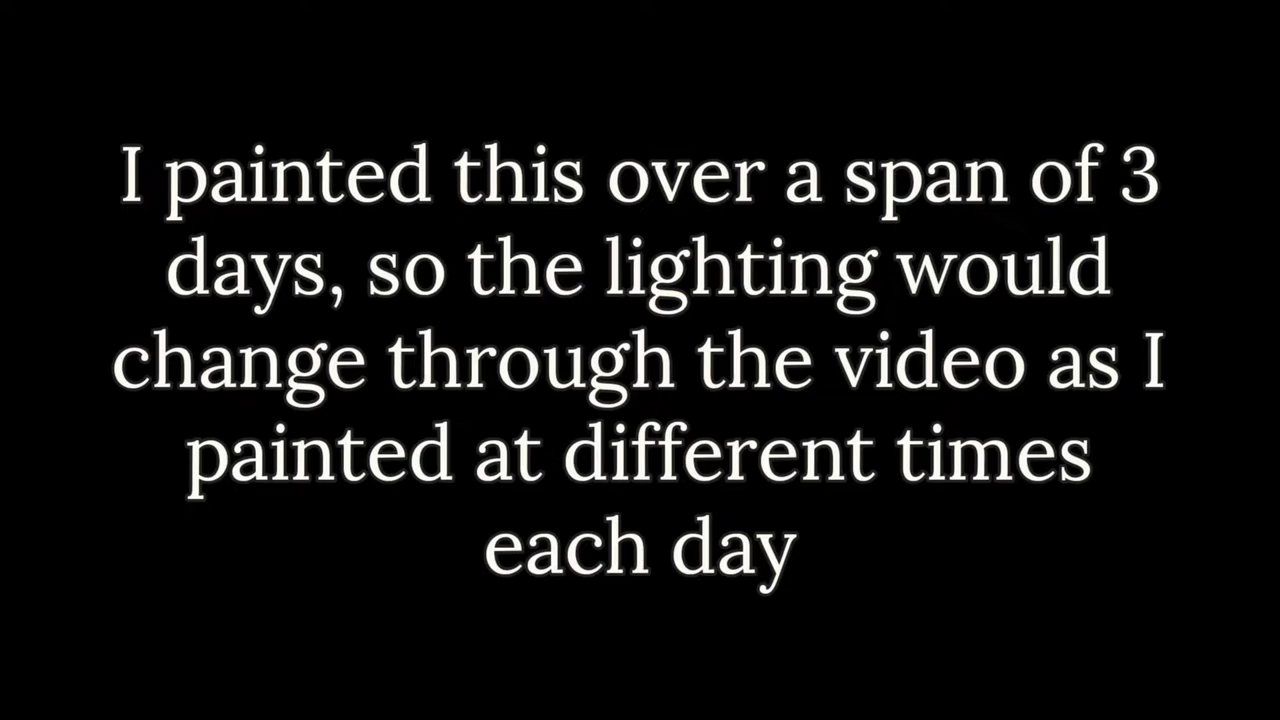 I painted this over a span of 3
days, so the lighting would
change through the video as I
painted at different times
each day